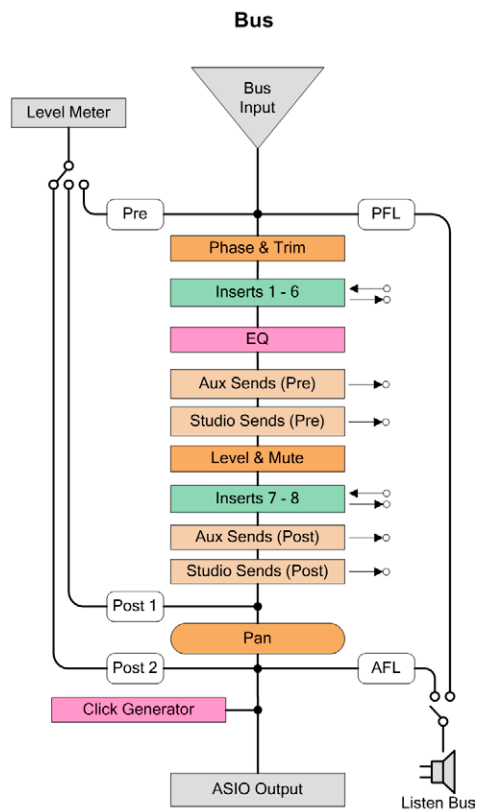 Bus
Bus
Input
Level Meter
Pre
PFL
Phase & Trim
Inserts 1 - 6
EQ
Aux Sends (Pre)
Studio Sends (Pre)
Level & Mute
Inserts 7 - 8
Aux Sends (Post)
Studio Sends (Post)
Post 1
Pan
Post 2
AFL
Click Generator
ASIO Output
Listen Bus